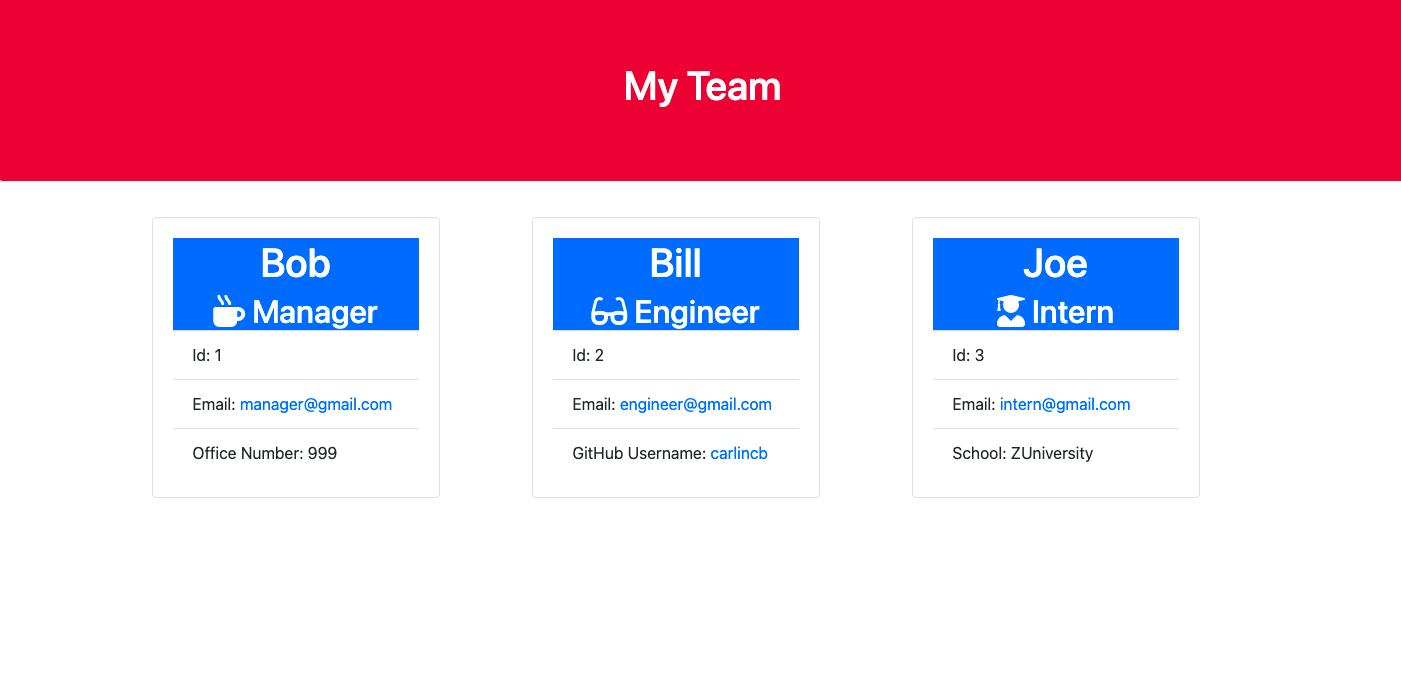 My Team
Bob
Manager
Id: 1
Email: manager@gmail.com
Office Number: 999
Bill
Engineer
Id: 2
Email: engineer@gmail.com
GitHub Username: carlincb
Joe
Intern
Id: 3
Email: intern@gmail.com
School: ZUniversity